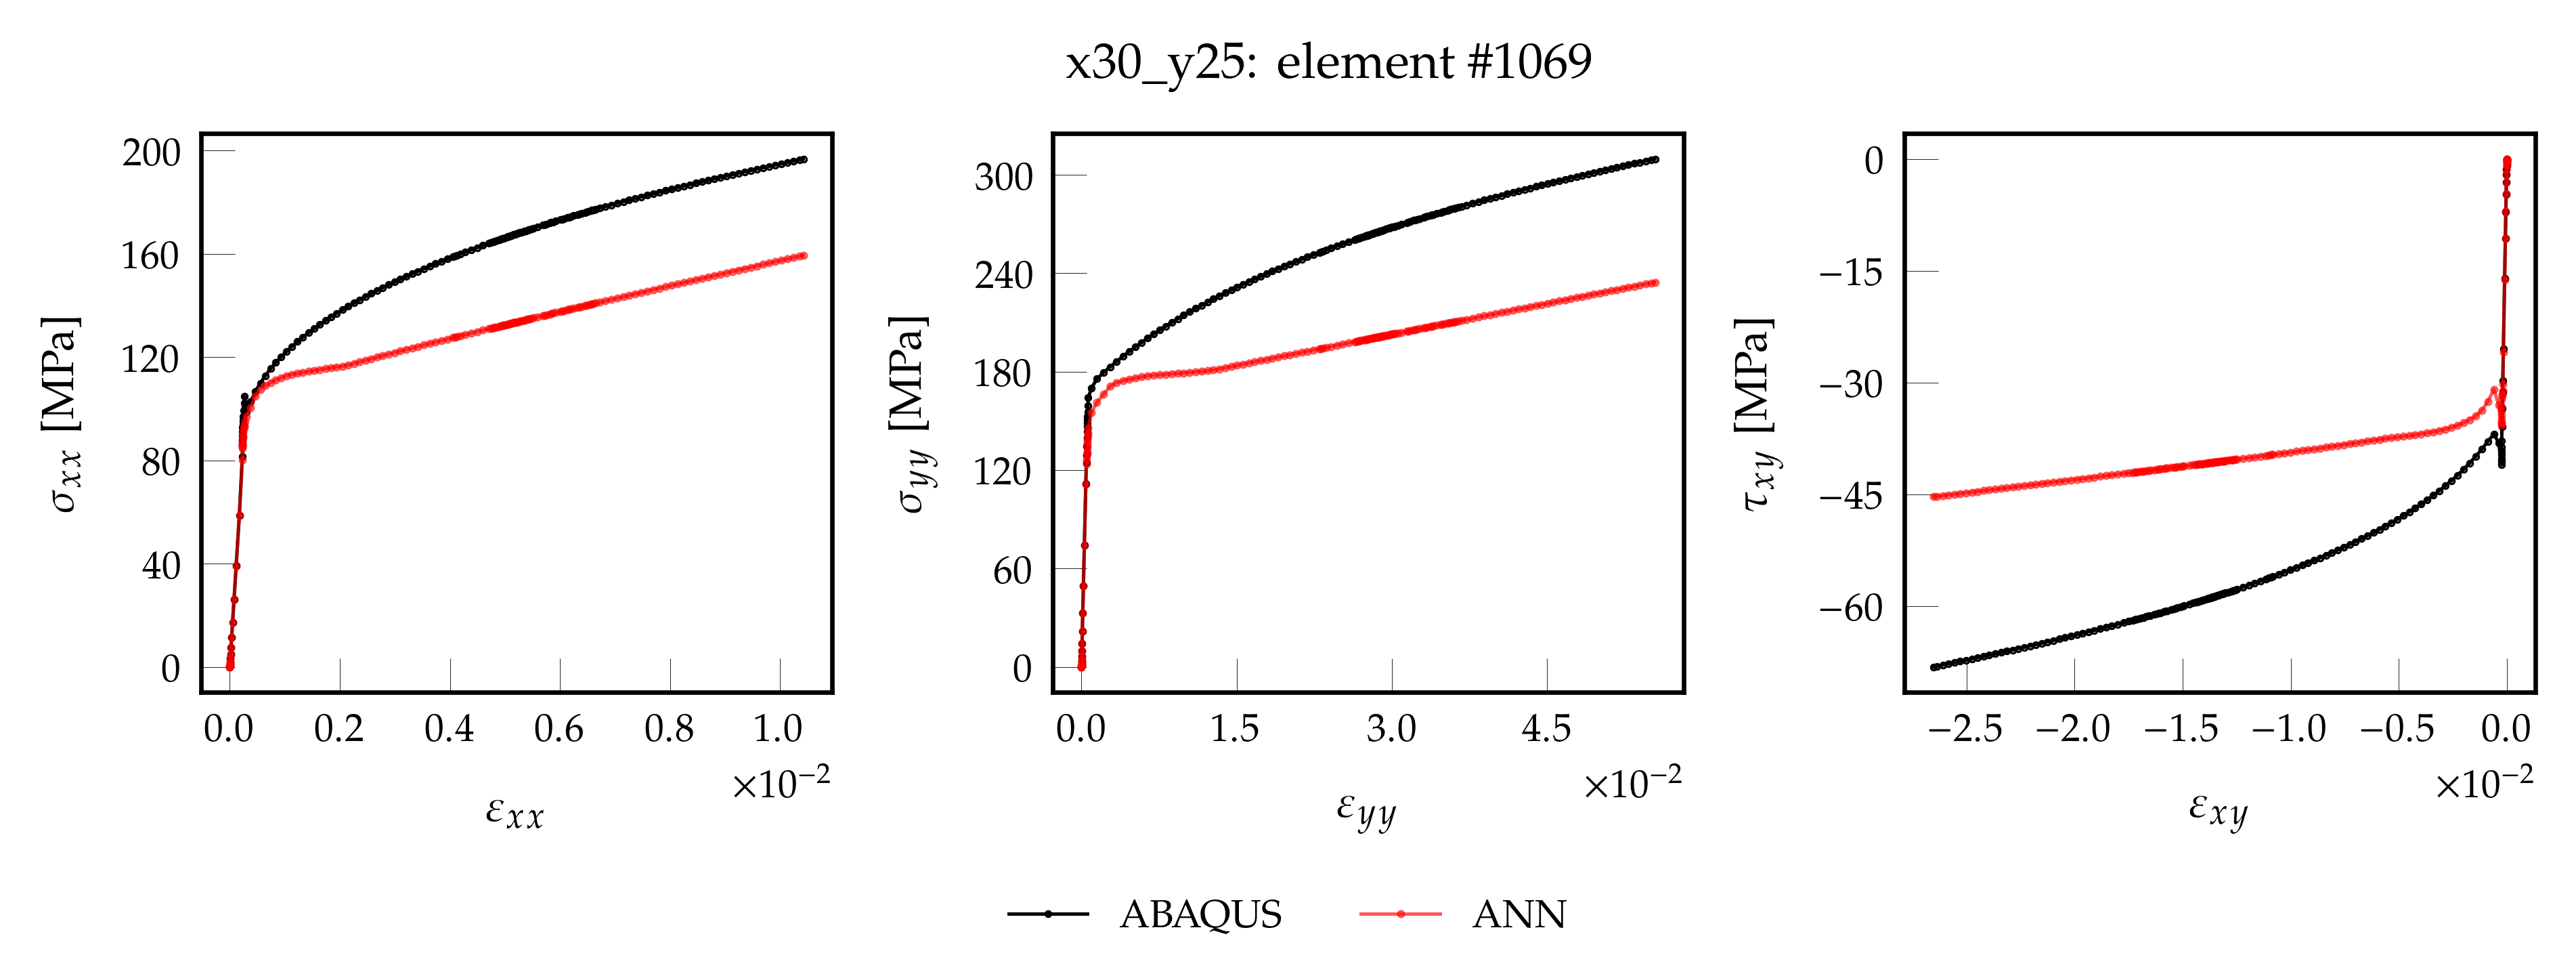 x30_y25: element #1069
σxx [MPa]
200
160
120
80
40
0
0.0 0.2 0.4 0.6 0.8 1.0
×10−2
εxx
σyy [MPa]
300
240
180
120
60
0
0.0 1.5 3.0 4.5
×10−2
εyy
τxy [MPa]
0
−15
−30
−45
−60
−2.5 −2.0 −1.5 −1.0 −0.5 0.0
×10−2
εxy
ABAQUS ANN